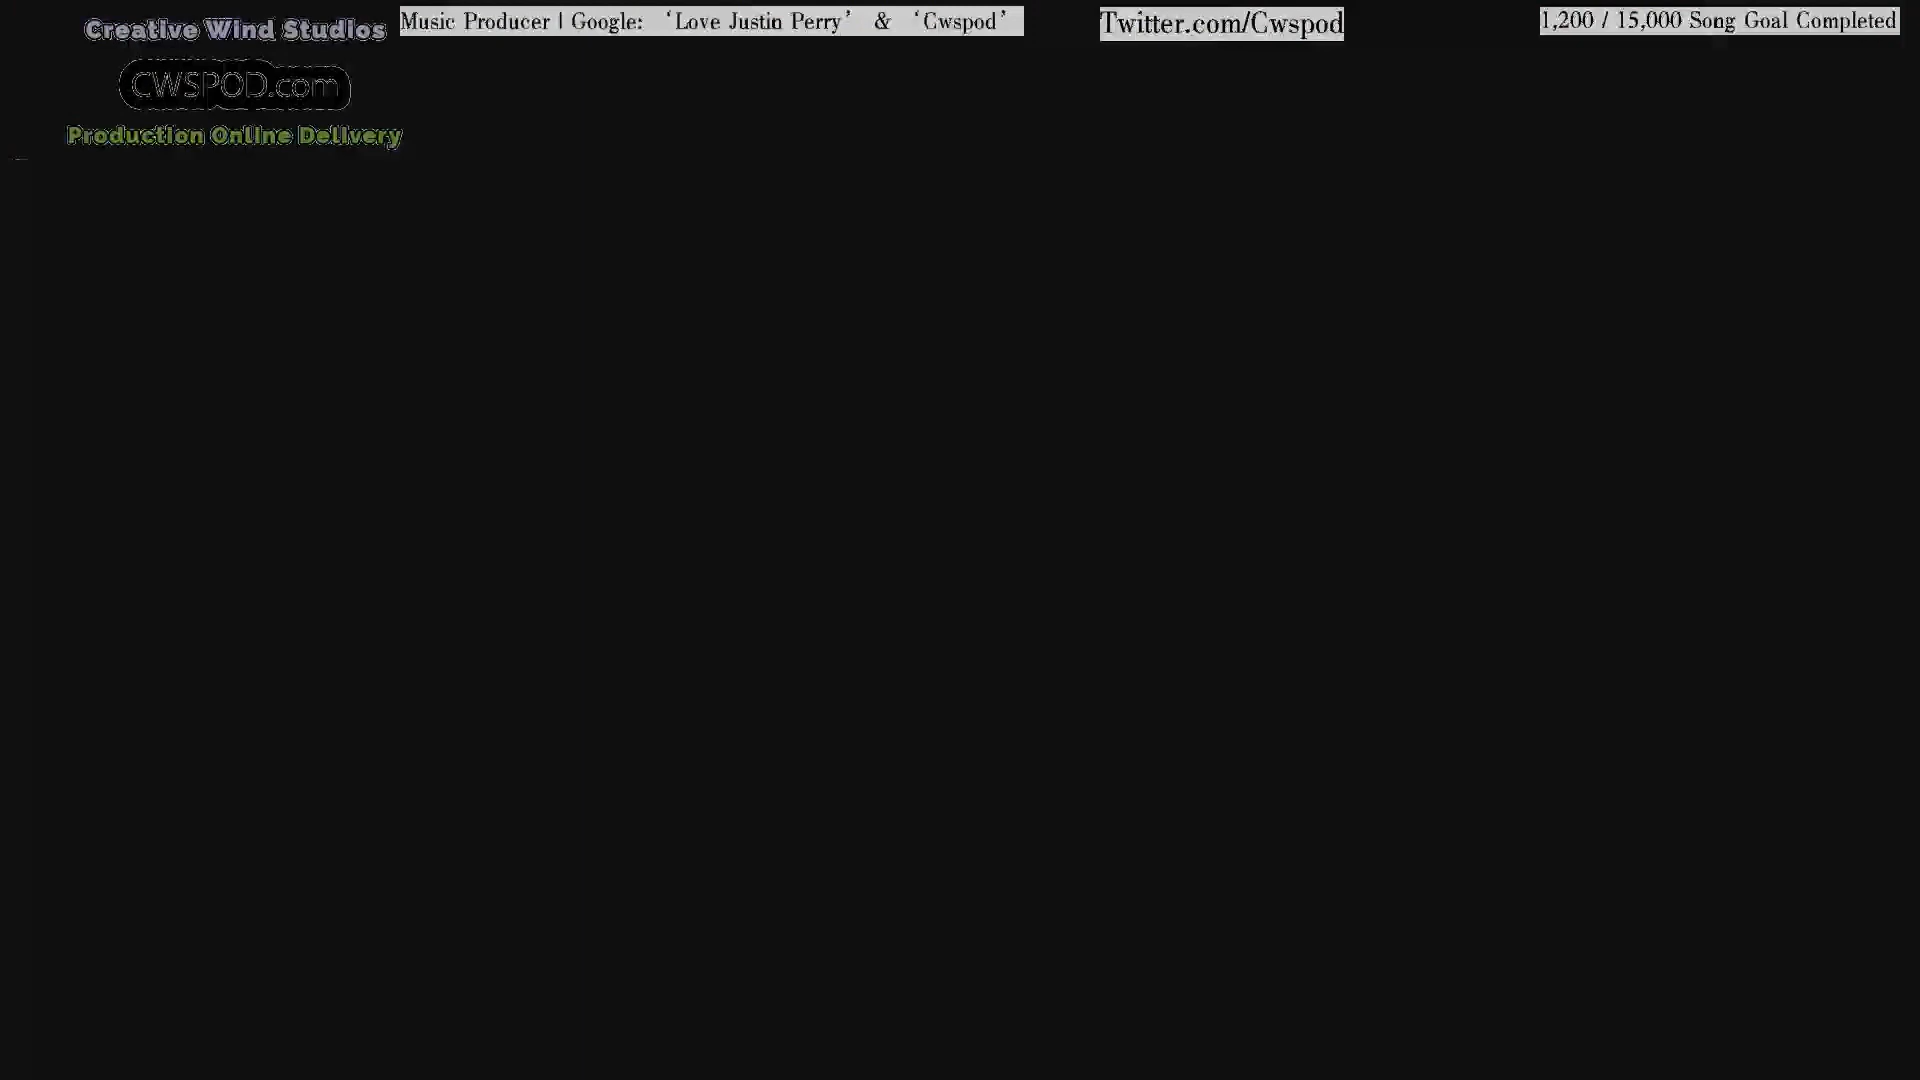 Creative Wind Studios
Music Producer | Google: ‘Love Justin Perry’ & ‘Cwspod’
Twitter.com/Cwspod
1,200 / 15,000 Song Goal Completed
CWSPOD.com
Production Online Delivery